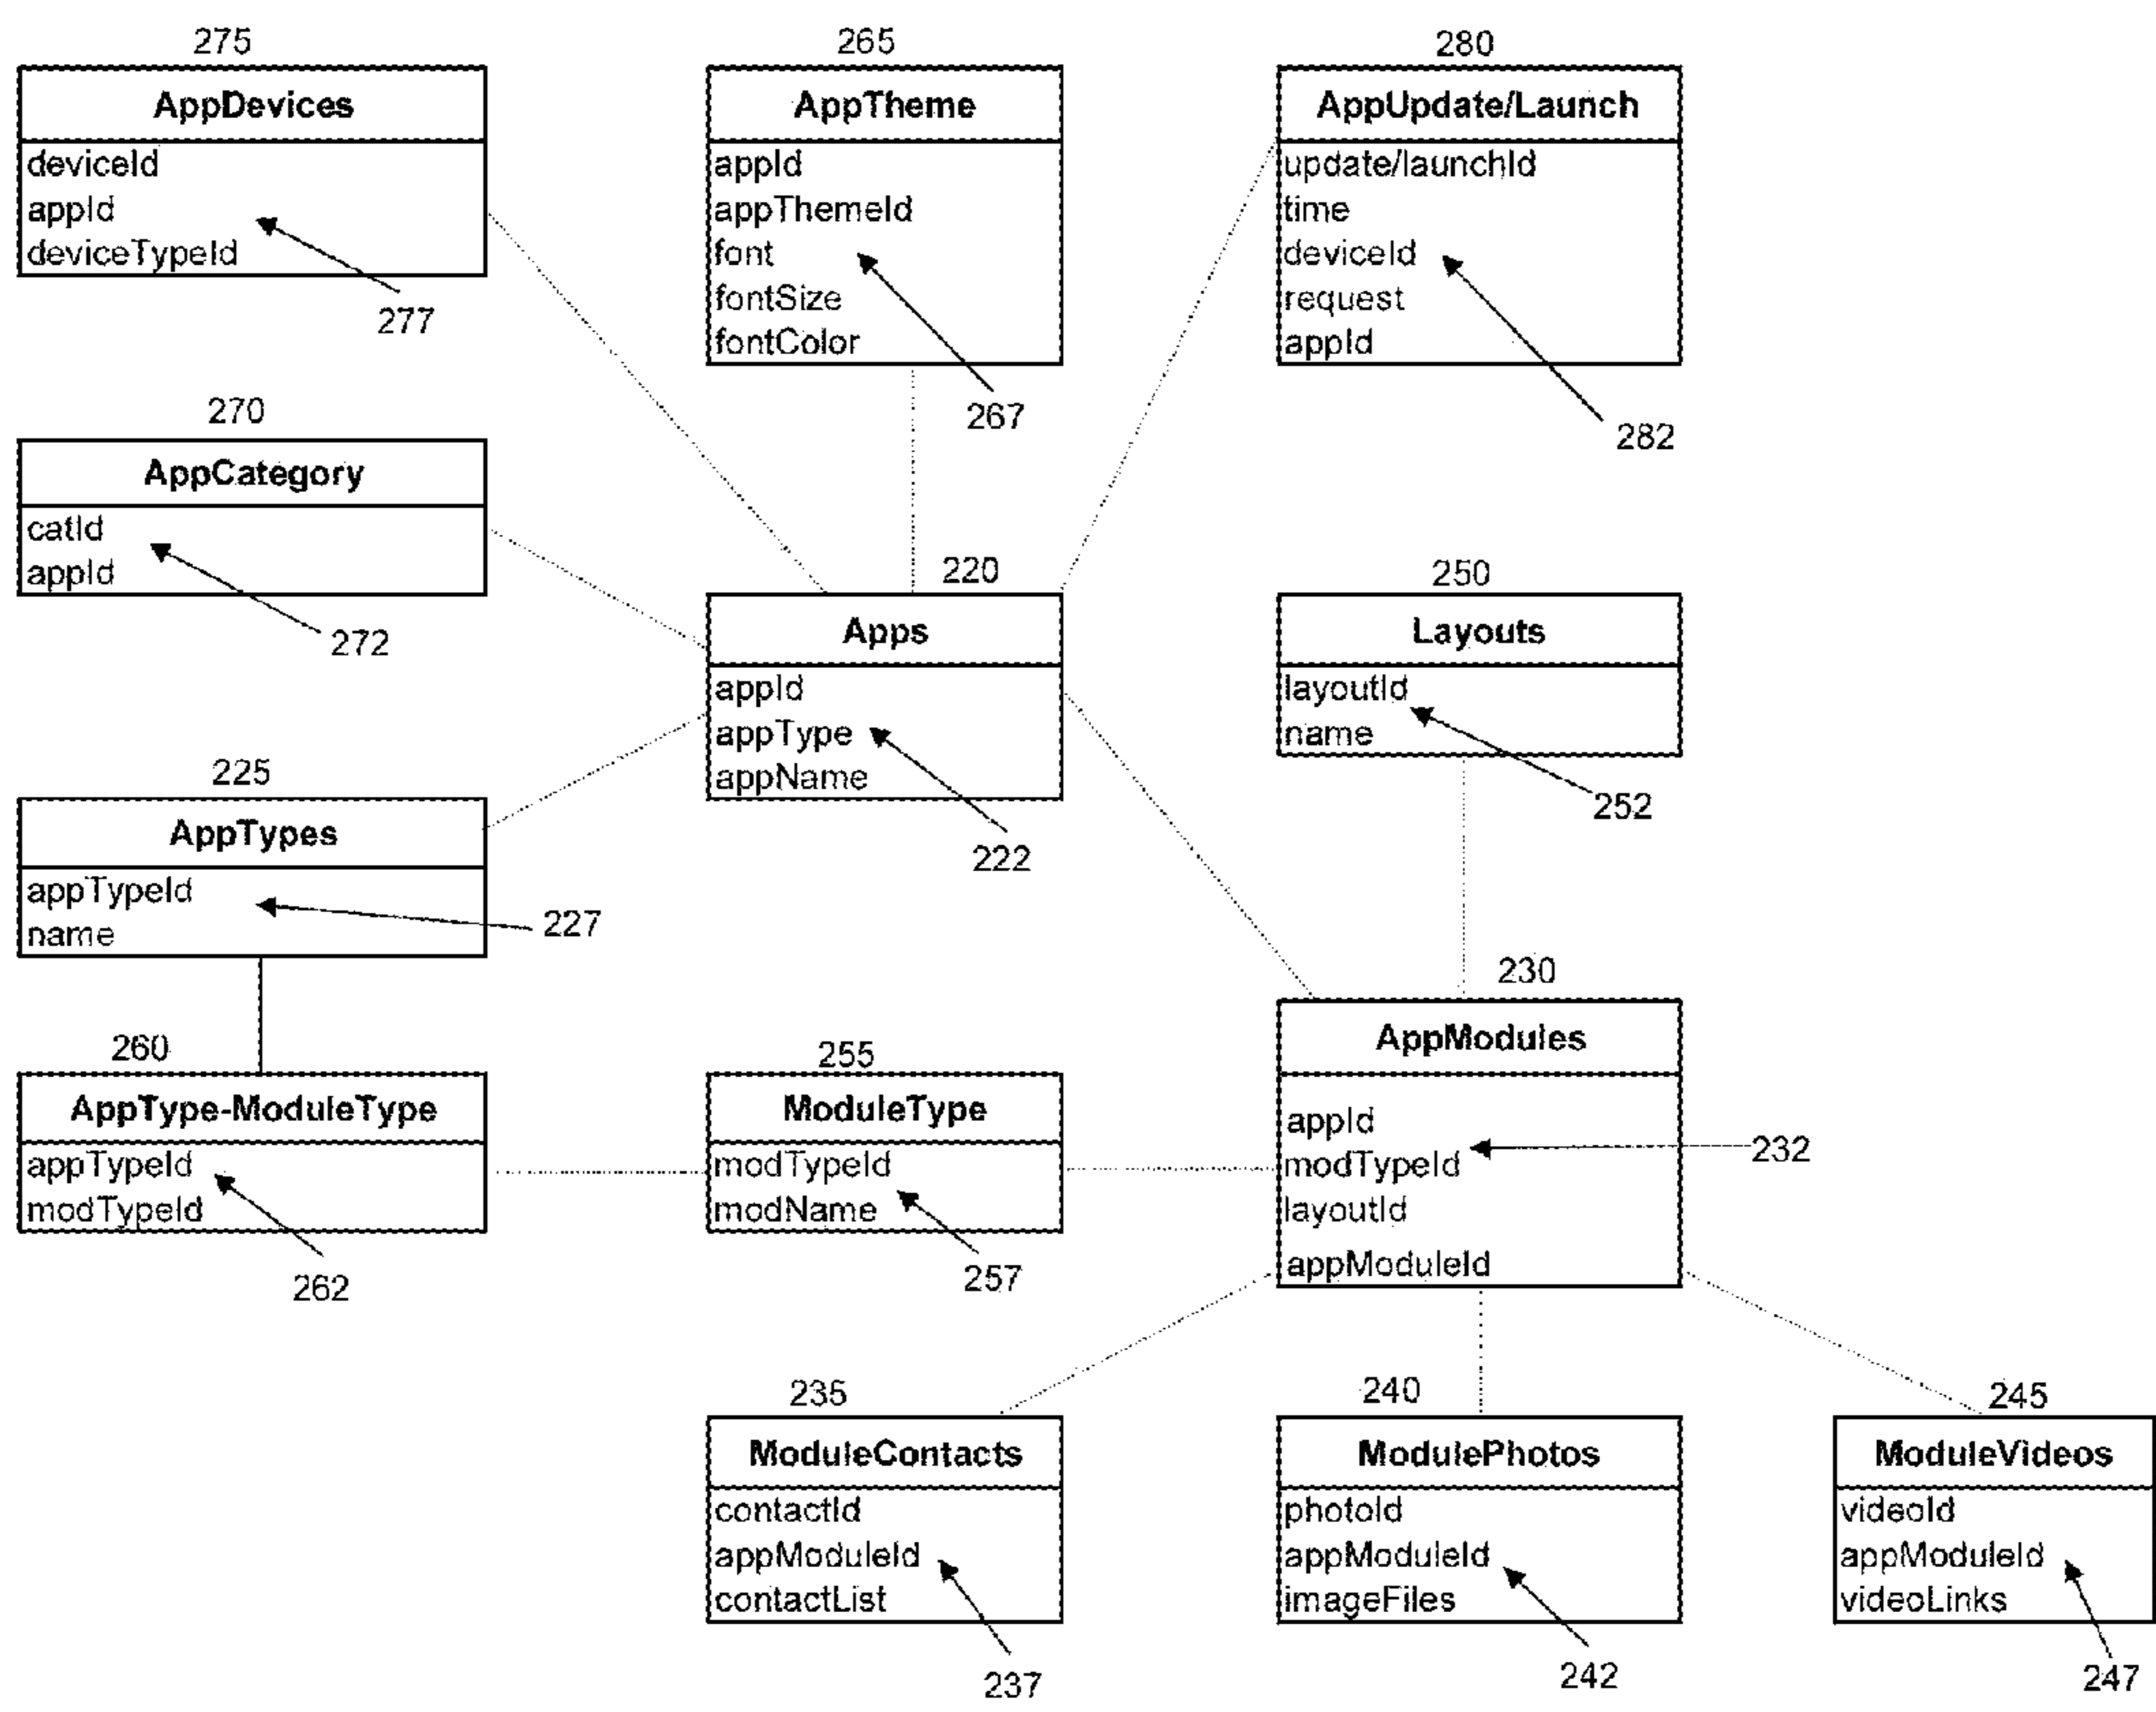 275
AppDevices
deviceId
appId
deviceTypeId
277
265
AppTheme
appId
appThemeId
font
fontSize
fontColor
267
280
AppUpdate/Launch
update/launchId
time
deviceId
request
appId
282
270
AppCategory
catId
appId
272
220
Apps
appId
appType
appName
222
250
Layouts
layoutId
name
252
225
AppTypes
appTypeId
name
227
260
AppType-ModuleType
appTypeId
modTypeId
262
255
ModuleType
modTypeId
modName
257
230
AppModules
appId
modTypeId
layoutId
appModuleId
232
235
ModuleContacts
contactId
appModuleId
contactList
237
240
ModulePhotos
photoId
appModuleId
imageFiles
242
245
ModuleVideos
videoId
appModuleId
videoLinks
247